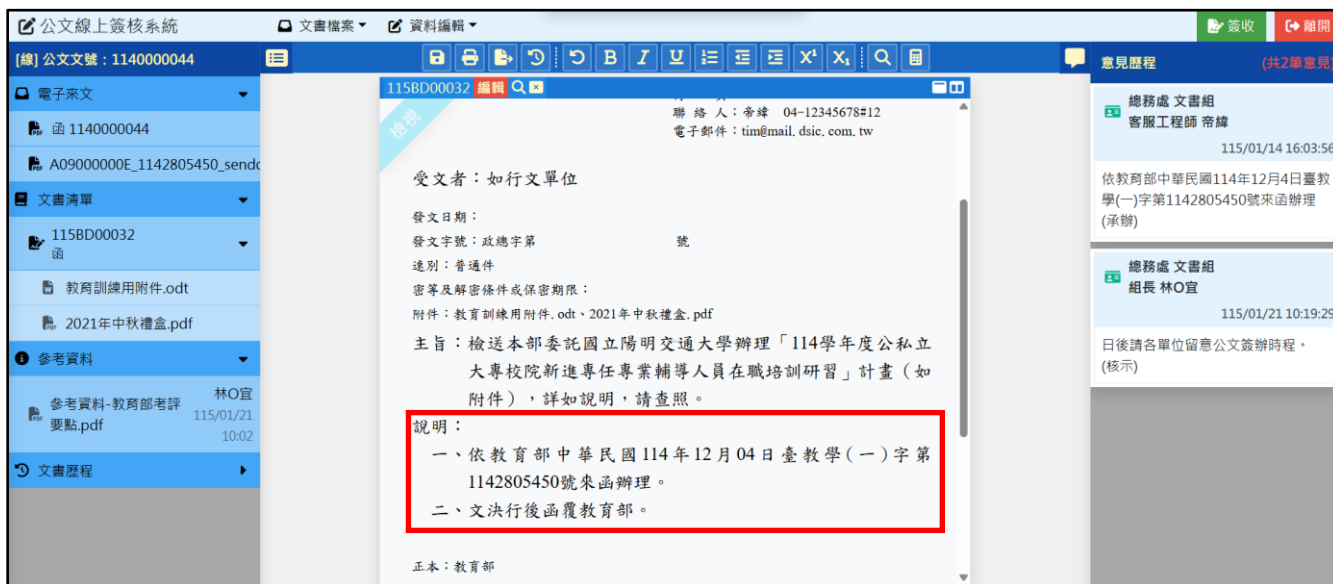 公文線上簽核系統
文書檔案
資料編輯
簽收
離開
[線] 公文文號：1140000044
電子來文
函 1140000044
A09000000E_1142805450_sendc
文書清單
115BD00032
函
教育訓練用附件.odt
2021年中秋禮盒.pdf
參考資料
林O宜
參考資料-教育部考評
115/01/21
要點.pdf
10:02
文書歷程
B I U X¹ X₁
115BD00032 編輯
檢視
聯 絡 人：帝緯 04-12345678#12
電子郵件：tim@mail.dsic.com.tw
受文者：如行文單位
發文日期：
發文字號：政總字第 號
速別：普通件
密等及解密條件或保密期限：
附件：教育訓練用附件.odt、2021年中秋禮盒.pdf
主旨：檢送本部委託國立陽明交通大學辦理「114學年度公私立
大專校院新進專任專業輔導人員在職培訓研習」計畫（如
附件），詳如說明，請查照。
說明：
一、依教育部中華民國114年12月04日臺教學(一)字第
1142805450號來函辦理。
二、文決行後函覆教育部。
正本：教育部
意見歷程
(共2筆意見)
總務處 文書組
客服工程師 帝緯
115/01/14 16:03:56
依教育部中華民國114年12月4日臺教
學(一)字第1142805450號來函辦理
(承辦)
總務處 文書組
組長 林O宜
115/01/21 10:19:29
日後請各單位留意公文簽辦時程。
(核示)